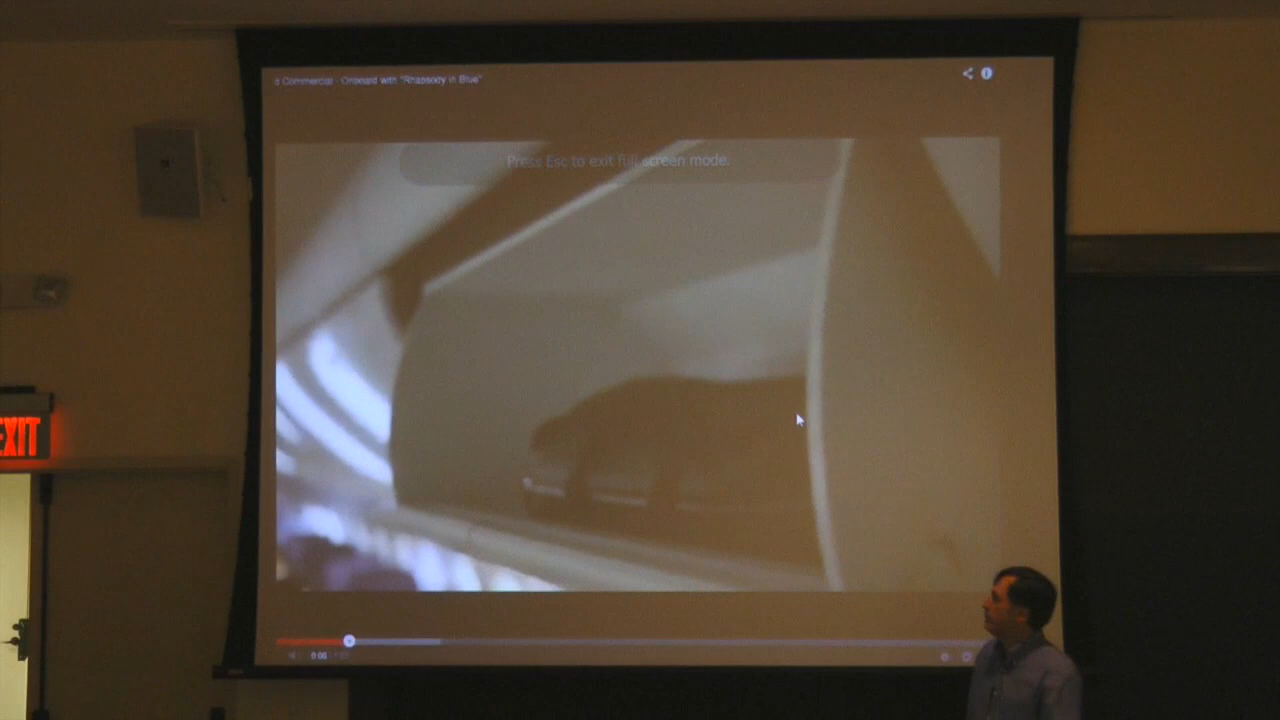 Commercial - Onboard with "Rhapsody in Blue"
Press Esc to exit full screen mode.
EXIT
0:06